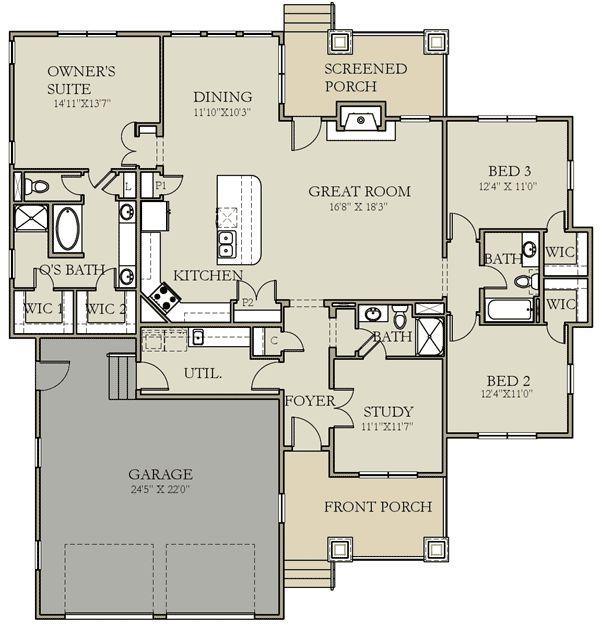 OWNER'S
SUITE
14'11"X13'7"
DINING
11'10"X10'3"
SCREENED
PORCH
BED 3
12'4" X 11'0"
GREAT ROOM
16'8" X 18'3"
L
P1
O'S BATH
KITCHEN
BATH
WIC
WIC 1
WIC 2
P2
WIC
BATH
C
UTIL.
BED 2
12'4"X11'0"
FOYER
STUDY
11'1"X11'7"
GARAGE
24'5" X 22'0"
FRONT PORCH